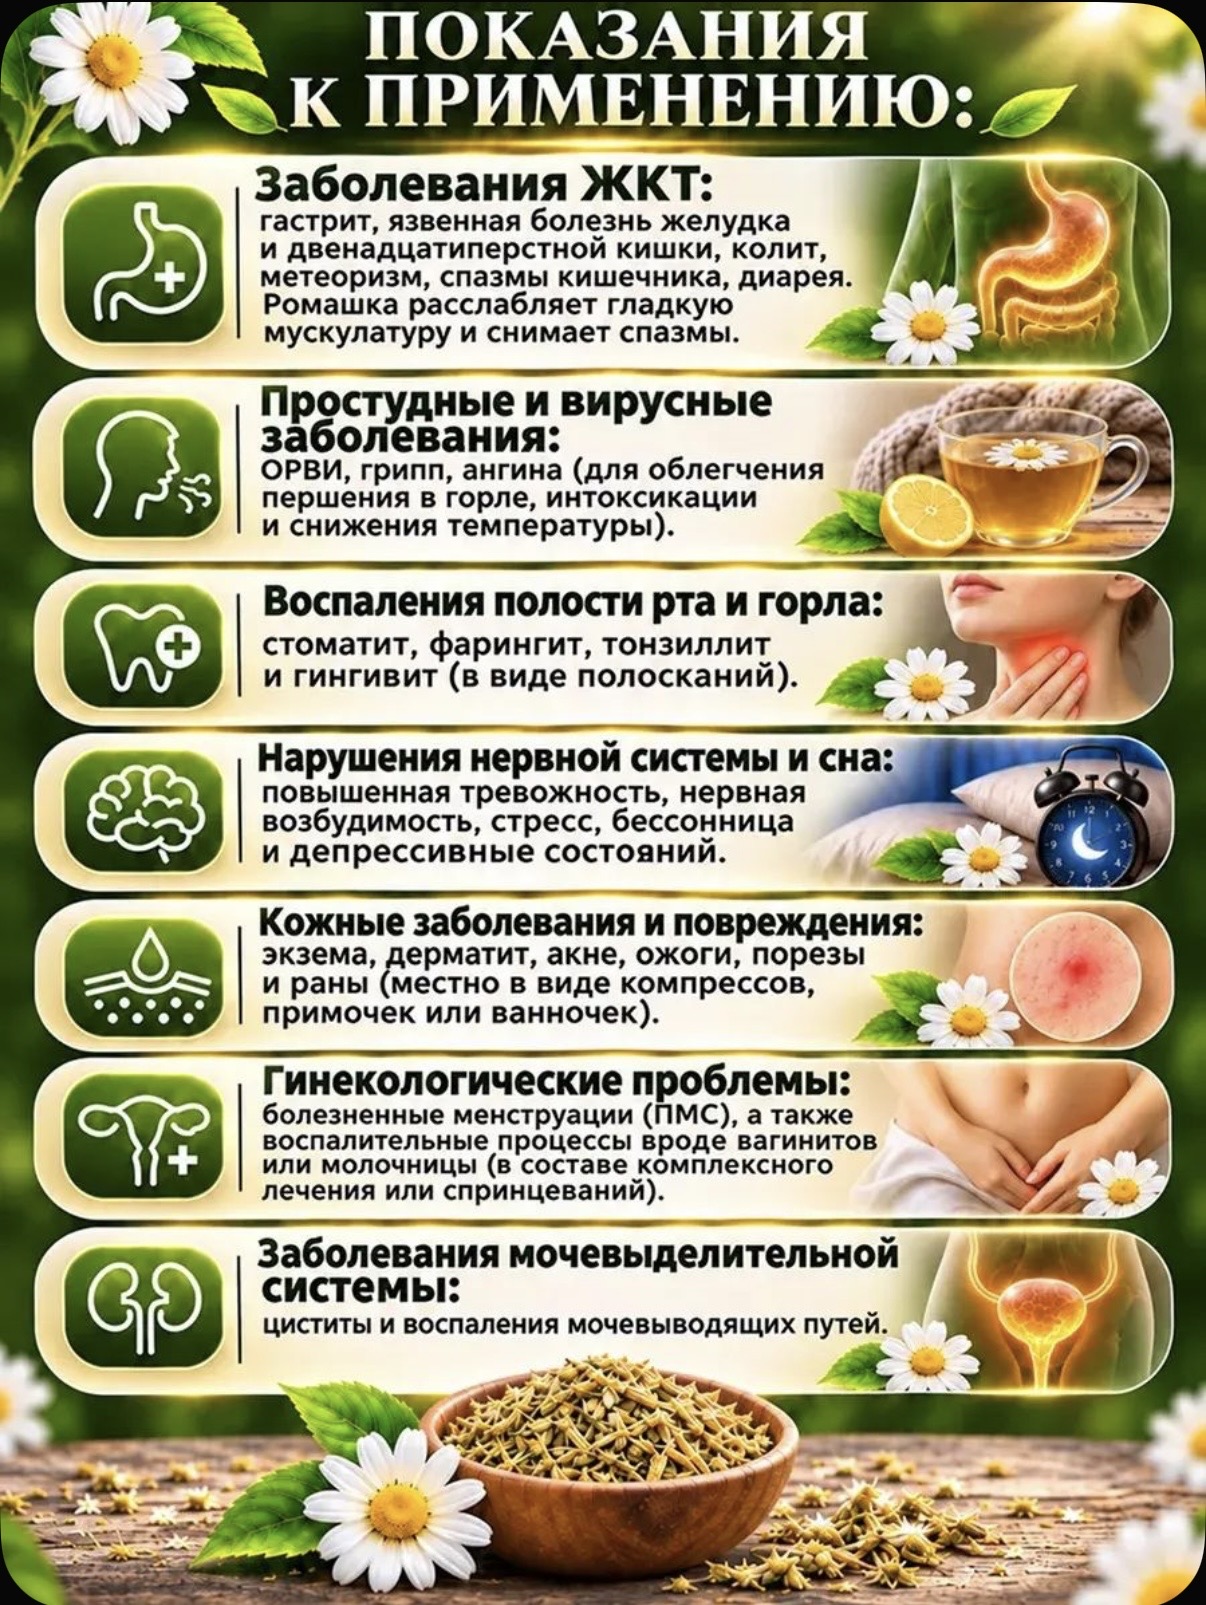 ПОКАЗАНИЯ
К ПРИМЕНЕНИЮ:
Заболевания ЖКТ:
гастрит, язвенная болезнь желудка
и двенадцатиперстной кишки, колит,
метеоризм, спазмы кишечника, диарея.
Ромашка расслабляет гладкую
мускулатуру и снимает спазмы.
Простудные и вирусные
заболевания:
ОРВИ, грипп, ангина (для облегчения
першения в горле, интоксикации
и снижения температуры).
Воспаления полости рта и горла:
стоматит, фарингит, тонзиллит
и гингивит (в виде полосканий).
Нарушения нервной системы и сна:
повышенная тревожность, нервная
возбудимость, стресс, бессонница
и депрессивные состояний.
Кожные заболевания и повреждения:
экзема, дерматит, акне, ожоги, порезы
и раны (местно в виде компрессов,
примочек или ванночек).
Гинекологические проблемы:
болезненные менструации (ПМС), а также
воспалительные процессы вроде вагинитов
или молочницы (в составе комплексного
лечения или спринцеваний).
Заболевания мочевыделительной
системы:
циститы и воспаления мочевыводящих путей.